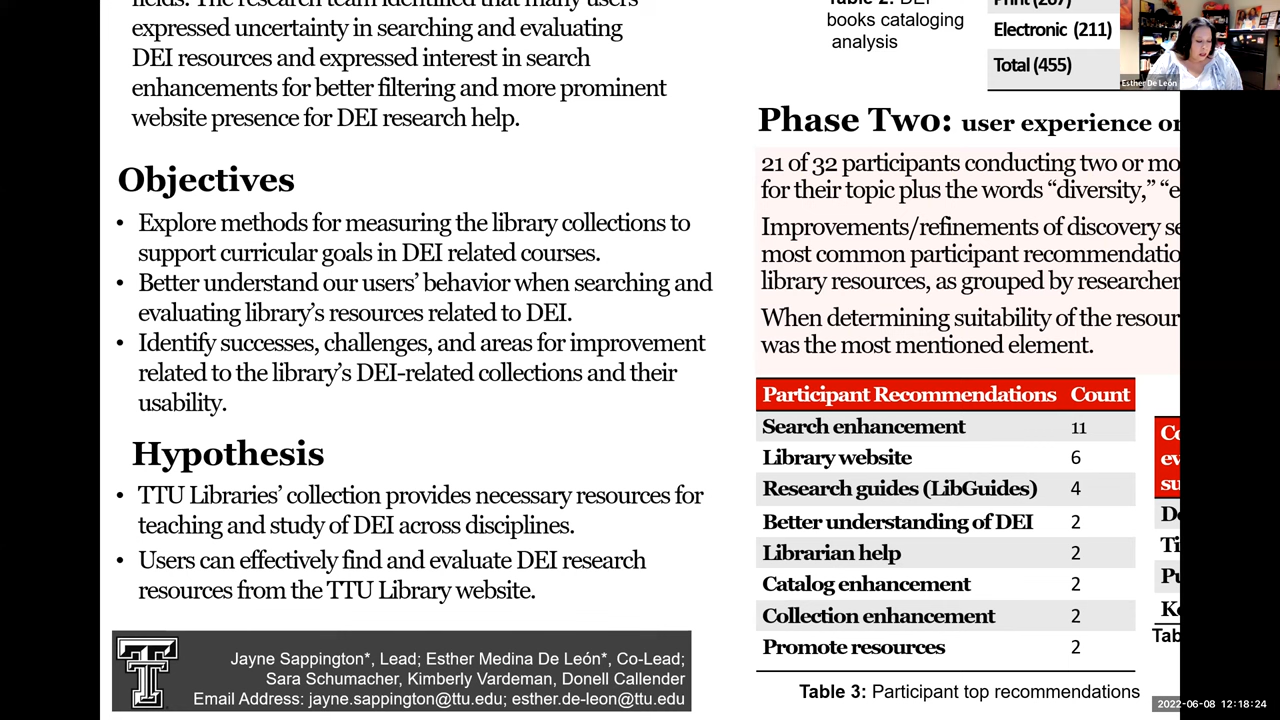 fields. The research team identified that many users
expressed uncertainty in searching and evaluating
DEI resources and expressed interest in search
enhancements for better filtering and more prominent
website presence for DEI research help.
Objectives
• Explore methods for measuring the library collections to
support curricular goals in DEI related courses.
• Better understand our users’ behavior when searching and
evaluating library’s resources related to DEI.
• Identify successes, challenges, and areas for improvement
related to the library’s DEI-related collections and their
usability.
Hypothesis
• TTU Libraries’ collection provides necessary resources for
teaching and study of DEI across disciplines.
• Users can effectively find and evaluate DEI research
resources from the TTU Library website.
Jayne Sappington*, Lead; Esther Medina De León*, Co-Lead;
Sara Schumacher, Kimberly Vardeman, Donell Callender
Email Address: jayne.sappington@ttu.edu; esther.de-leon@ttu.edu
Table 2: DEI
books cataloging
analysis
Print (207)
Electronic (211)
Total (455)
Esther De León
Phase Two: user experience
21 of 32 participants conducting two or
for their topic plus the words “diversity,”
Improvements/refinements of discovery
most common participant
library resources, as grouped by
When determining suitability of the
was the most mentioned element.
Participant Recommendations Count
Search enhancement 11
Library website 6
Research guides (LibGuides) 4
Better understanding of DEI 2
Librarian help 2
Catalog enhancement 2
Collection enhancement 2
Promote resources 2
Table 3: Participant top recommendations
2022-06-08 12:18:24